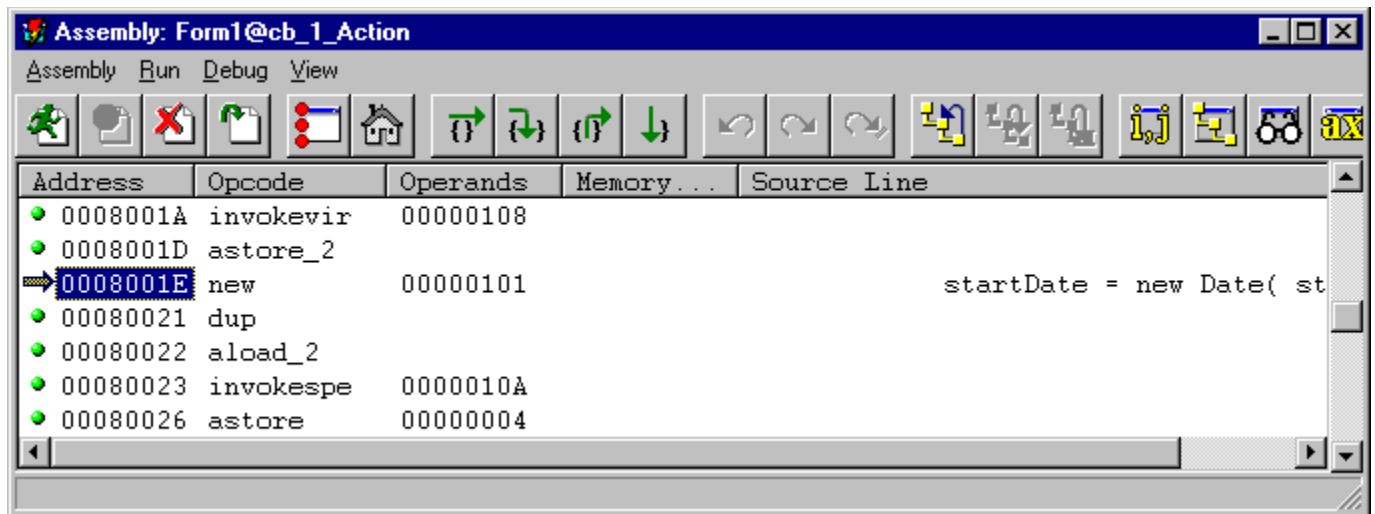 Assembly: Form1@cb_1_Action
Assembly Run Debug View
{} {} {} } i,j ax
Address Opcode Operands Memory... Source Line
0008001A invokevir 00000108
0008001D astore_2
0008001E new 00000101 startDate = new Date( st
00080021 dup
00080022 aload_2
00080023 invokespe 0000010A
00080026 astore 00000004